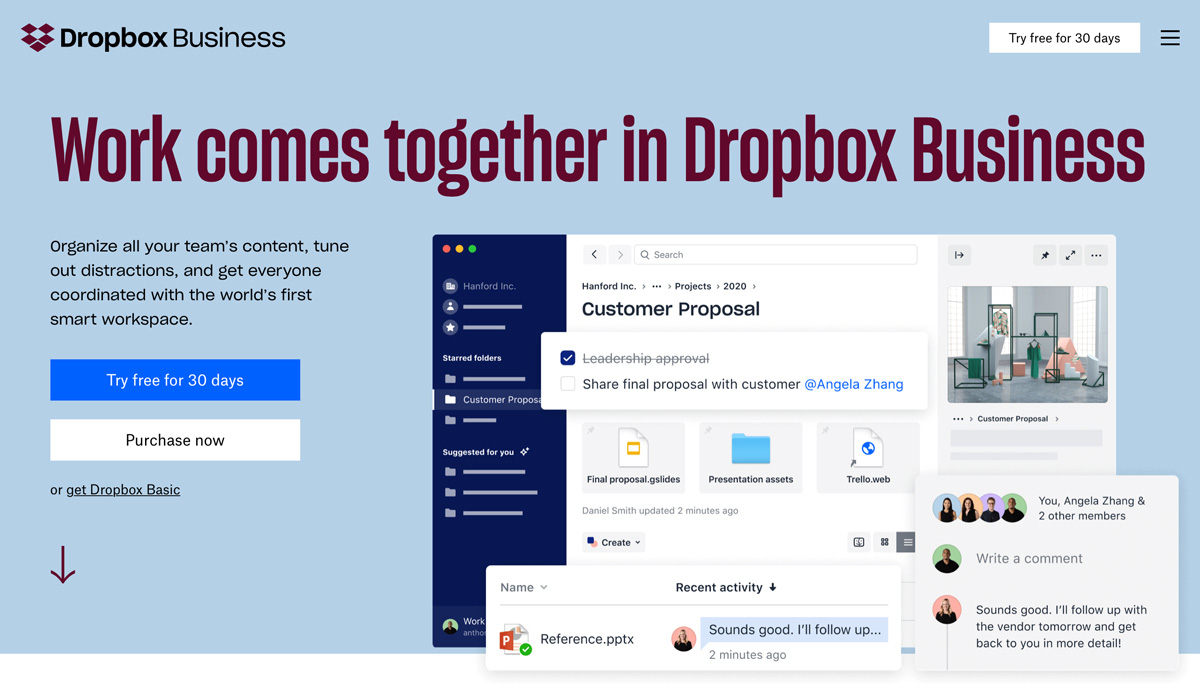 Dropbox Business
Try free for 30 days
Work comes together in Dropbox Business
Organize all your team's content, tune
out distractions, and get everyone
coordinated with the world's first
smart workspace.
Try free for 30 days
Purchase now
or get Dropbox Basic
Hanford Inc.
Starred folders
Customer Proposa
Suggested for you
Work
antho
Search
Hanford Inc. › ••• › Projects › 2020 ›
Customer Proposal
Leadership approval
Share final proposal with customer @Angela Zhang
Final proposal.gslides
Presentation assets
Trello.web
Daniel Smith updated 2 minutes ago
Create
Name
Recent activity
P
Reference.pptx
Sounds good. I'll follow up...
2 minutes ago
••• › Customer Proposal ›
You, Angela Zhang &
2 other members
Write a comment
Sounds good. I'll follow up with
the vendor tomorrow and get
back to you in more detail!